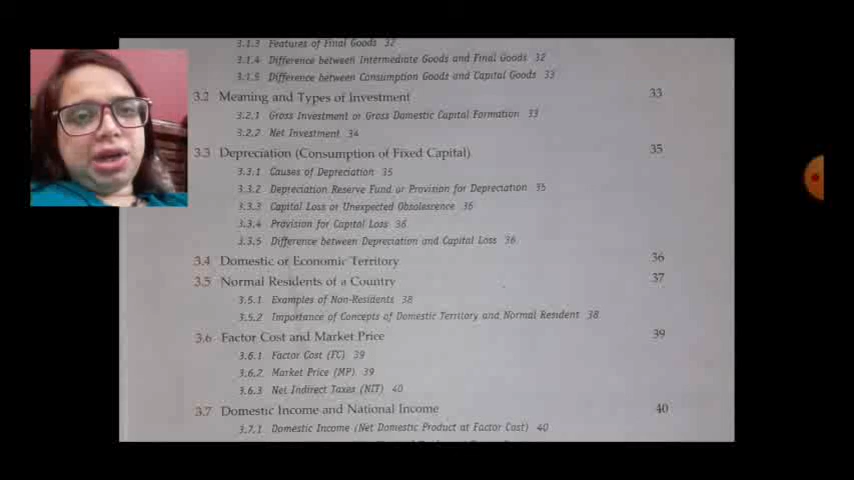 3.1.3 Features of Final Goods 32
3.1.4 Difference between Intermediate Goods and Final Goods 32
3.1.5 Difference between Consumption Goods and Capital Goods 33
3.2 Meaning and Types of Investment 33
3.2.1 Gross Investment or Gross Domestic Capital Formation 33
3.2.2 Net Investment 34
3.3 Depreciation (Consumption of Fixed Capital) 35
3.3.1 Causes of Depreciation 35
3.3.2 Depreciation Reserve Fund or Provision for Depreciation 35
3.3.3 Capital Loss or Unexpected Obsolescence 36
3.3.4 Provision for Capital Loss 36
3.3.5 Difference between Depreciation and Capital Loss 36
3.4 Domestic or Economic Territory 36
3.5 Normal Residents of a Country 37
3.5.1 Examples of Non-Residents 38
3.5.2 Importance of Concepts of Domestic Territory and Normal Resident 38
3.6 Factor Cost and Market Price 39
3.6.1 Factor Cost (FC) 39
3.6.2 Market Price (MP) 39
3.6.3 Net Indirect Taxes (NIT) 40
3.7 Domestic Income and National Income 40
3.7.1 Domestic Income (Net Domestic Product at Factor Cost) 40